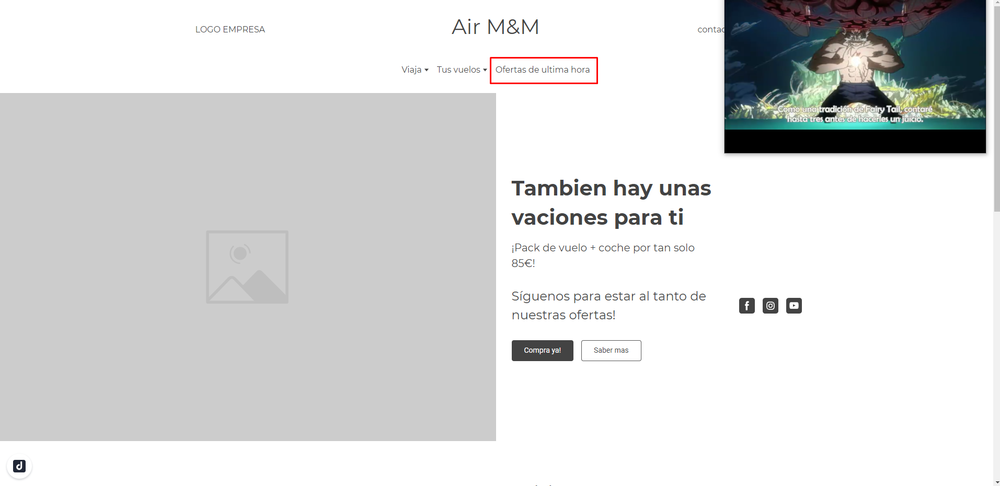 LOGO EMPRESA
Air M&M
contac
Viaja
Tus vuelos
Ofertas de ultima hora
Como una tradición de Fairy Tail, contaré
hasta tres antes de hacerles un juicio.
Tambien hay unas
vaciones para ti
¡Pack de vuelo + coche por tan solo
85€!
Síguenos para estar al tanto de
nuestras ofertas!
Compra ya!
Saber mas